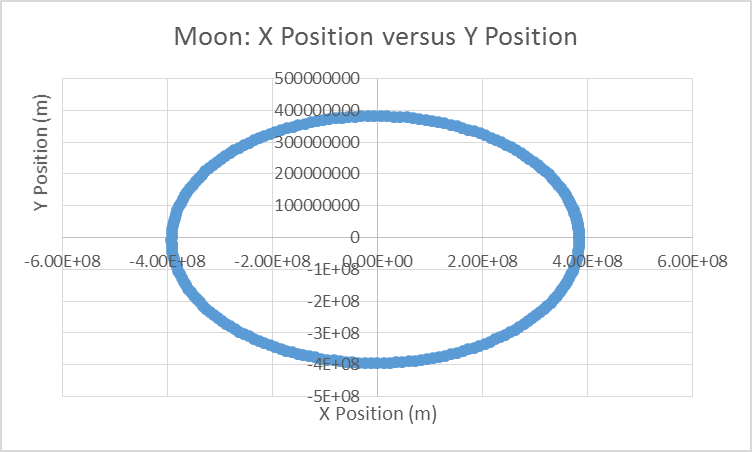 Moon: X Position versus Y Position
Y Position (m)
500000000
400000000
300000000
200000000
100000000
0
-6.00E+08 -4.00E+08 -2.00E+08 0.00E+00 2.00E+08 4.00E+08 6.00E+08
-1E+08
-2E+08
-3E+08
-4E+08
-5E+08
X Position (m)